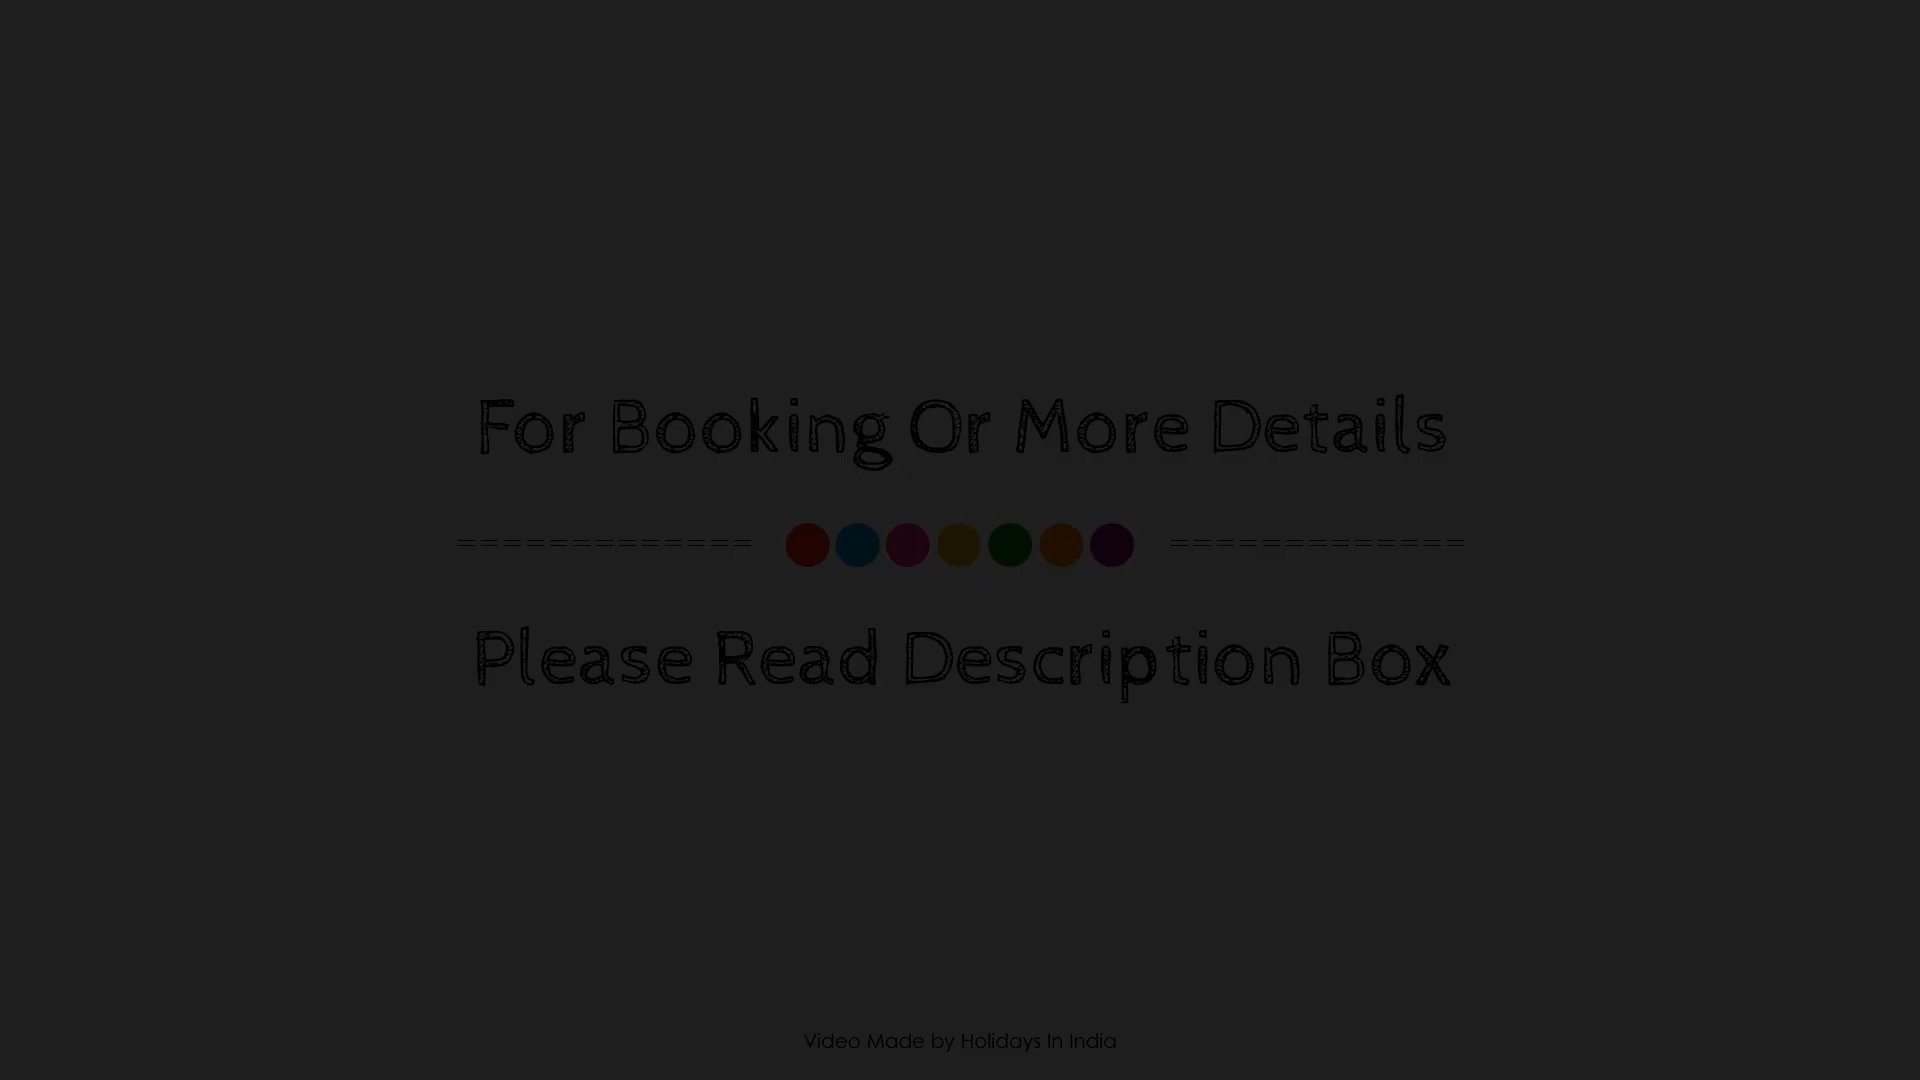 For Booking Or More Details
============= =============
Please Read Description Box
Video Made by Holidays In India